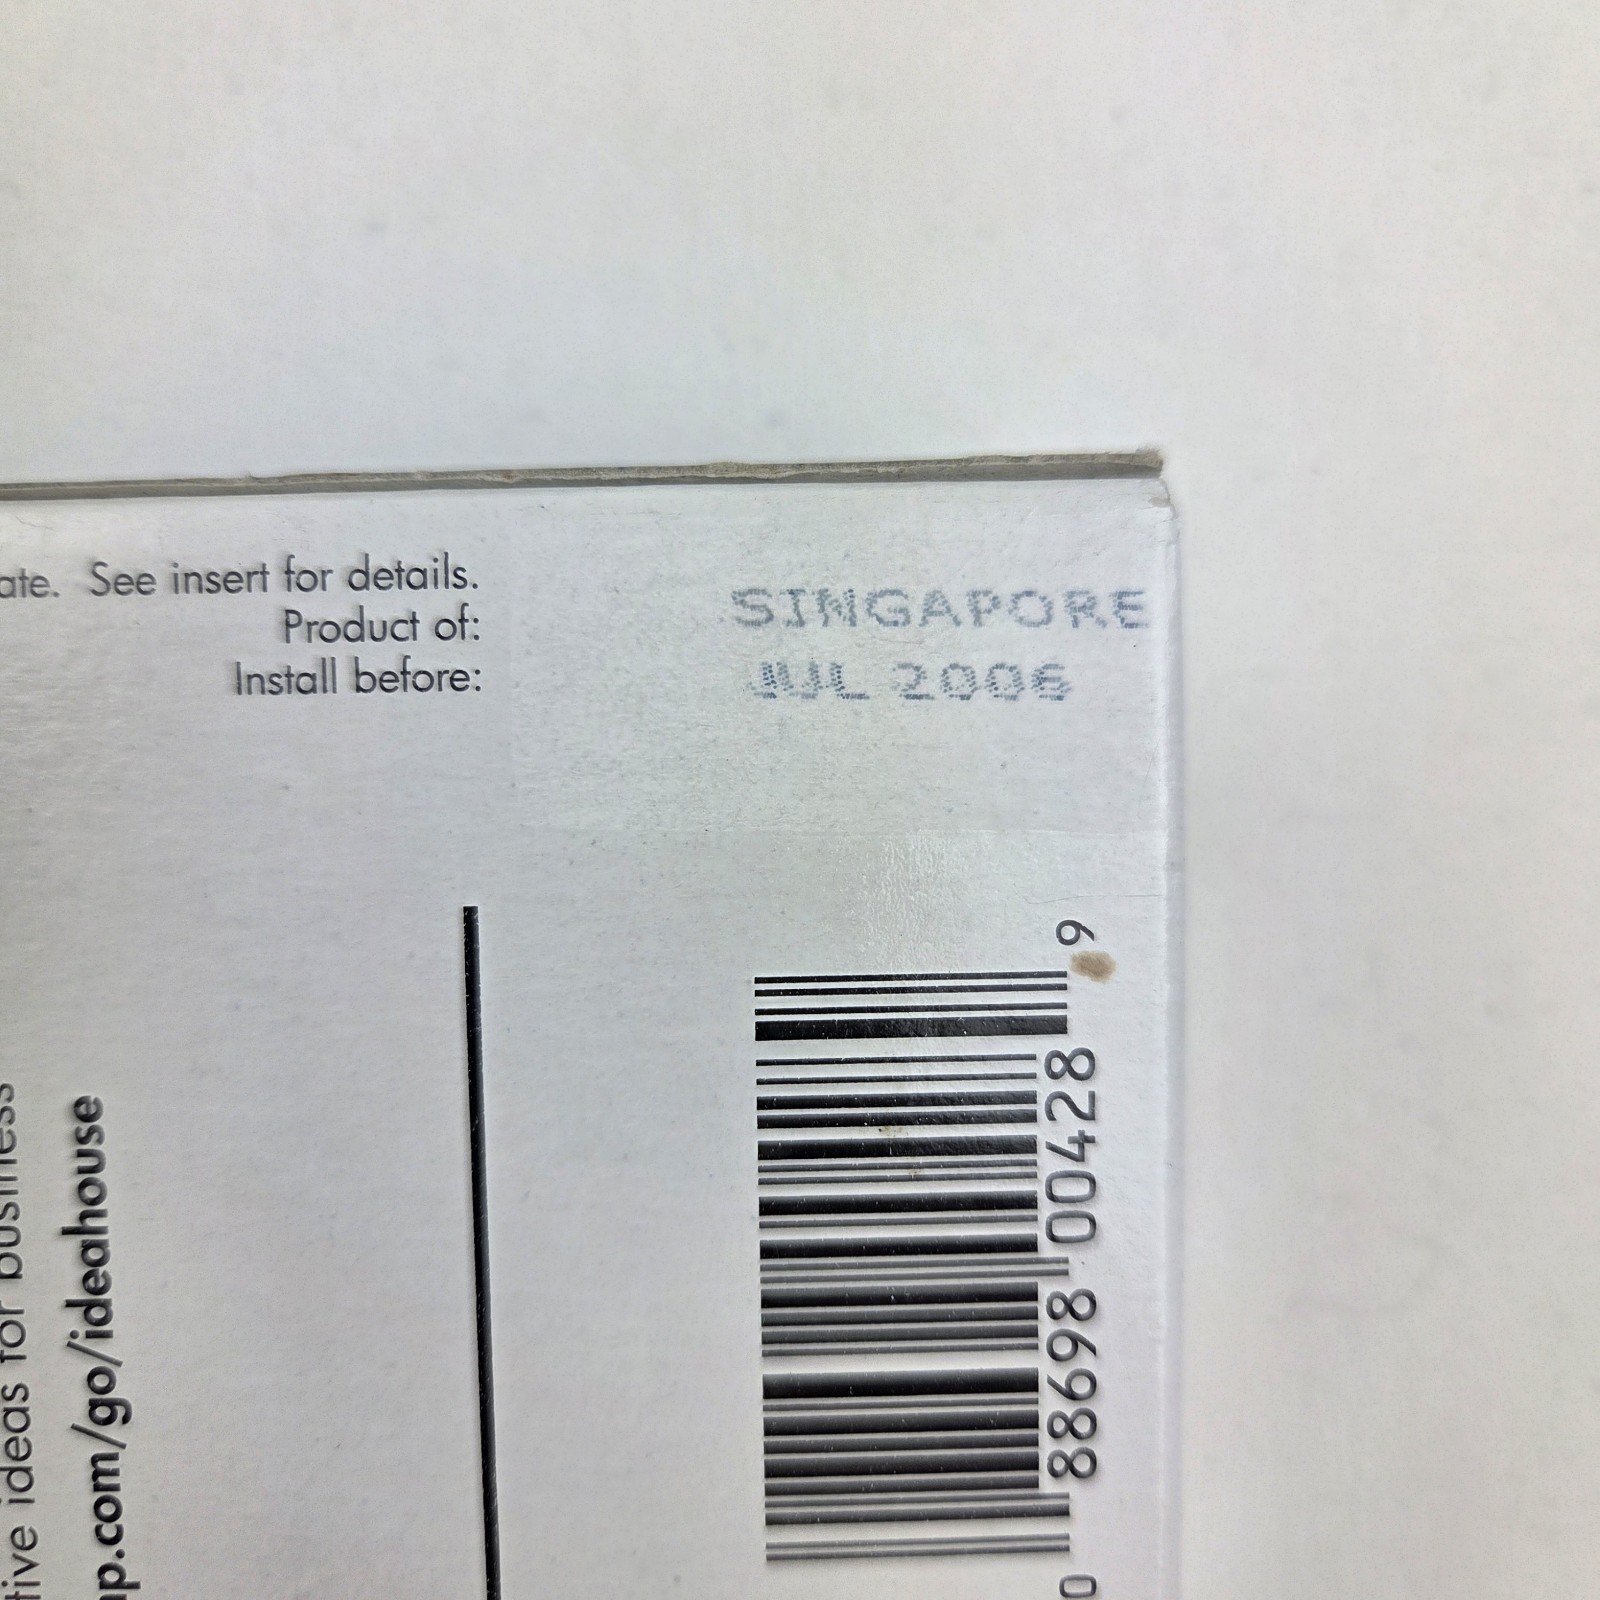 ate. See insert for details.
Product of: SINGAPORE
Install before: JUL 2006
0 88698 00428 9
tive ideas for business
hp.com/go/ideahouse